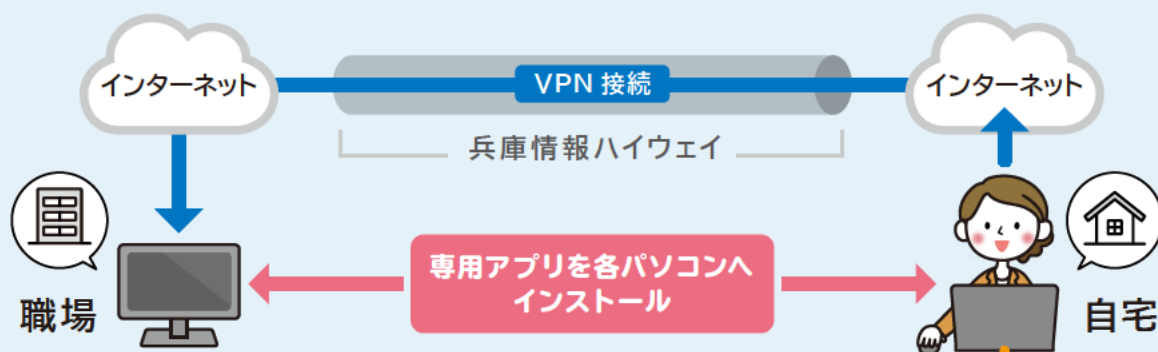 インターネット
VPN 接続
インターネット
兵庫情報ハイウェイ
専用アプリを各パソコンへ
インストール
職場
自宅